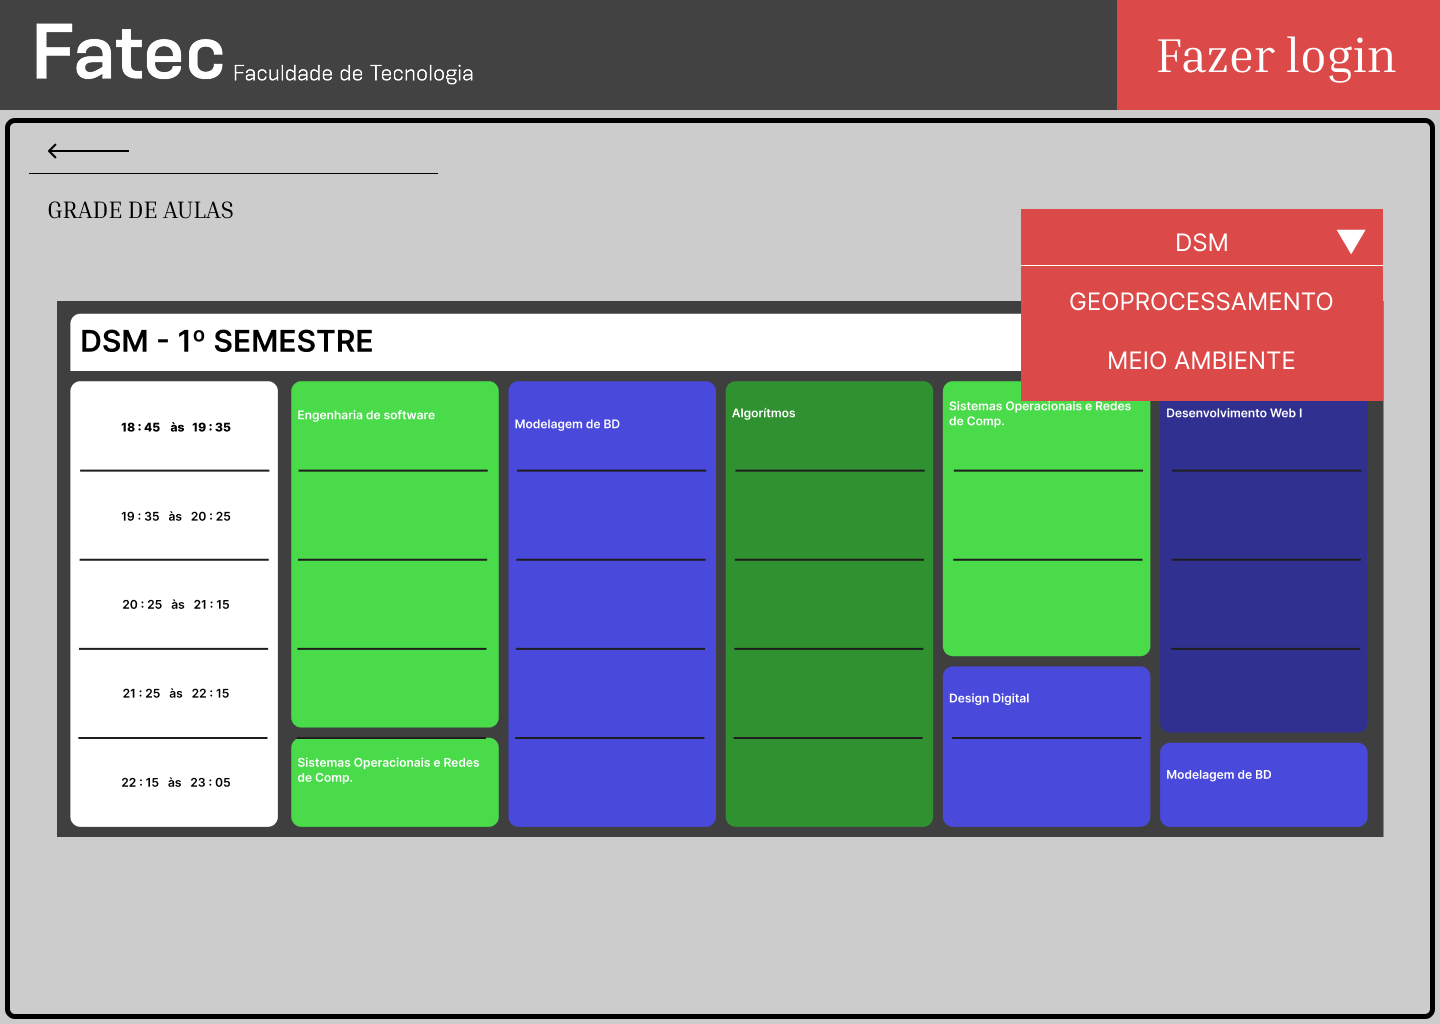 Fatec Faculdade de Tecnologia
Fazer login
GRADE DE AULAS
DSM
GEOPROCESSAMENTO
MEIO AMBIENTE
DSM - 1º SEMESTRE
18:45 às 19:35
19:35 às 20:25
20:25 às 21:15
21:25 às 22:15
22:15 às 23:05
Engenharia de software
Sistemas Operacionais e Redes
de Comp.
Modelagem de BD
Algorítmos
Sistemas Operacionais e Redes
de Comp.
Design Digital
Desenvolvimento Web I
Modelagem de BD